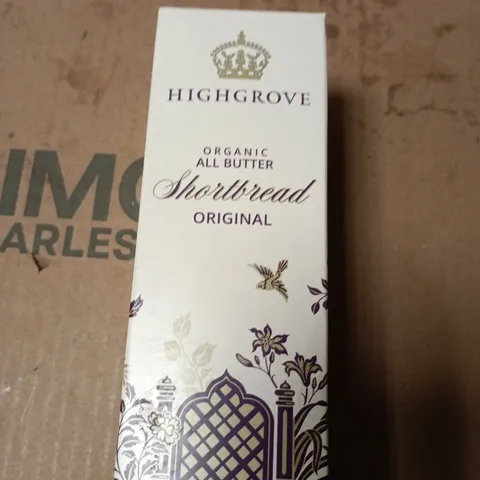 HIGHGROVE
ORGANIC
ALL BUTTER
Shortbread
ORIGINAL